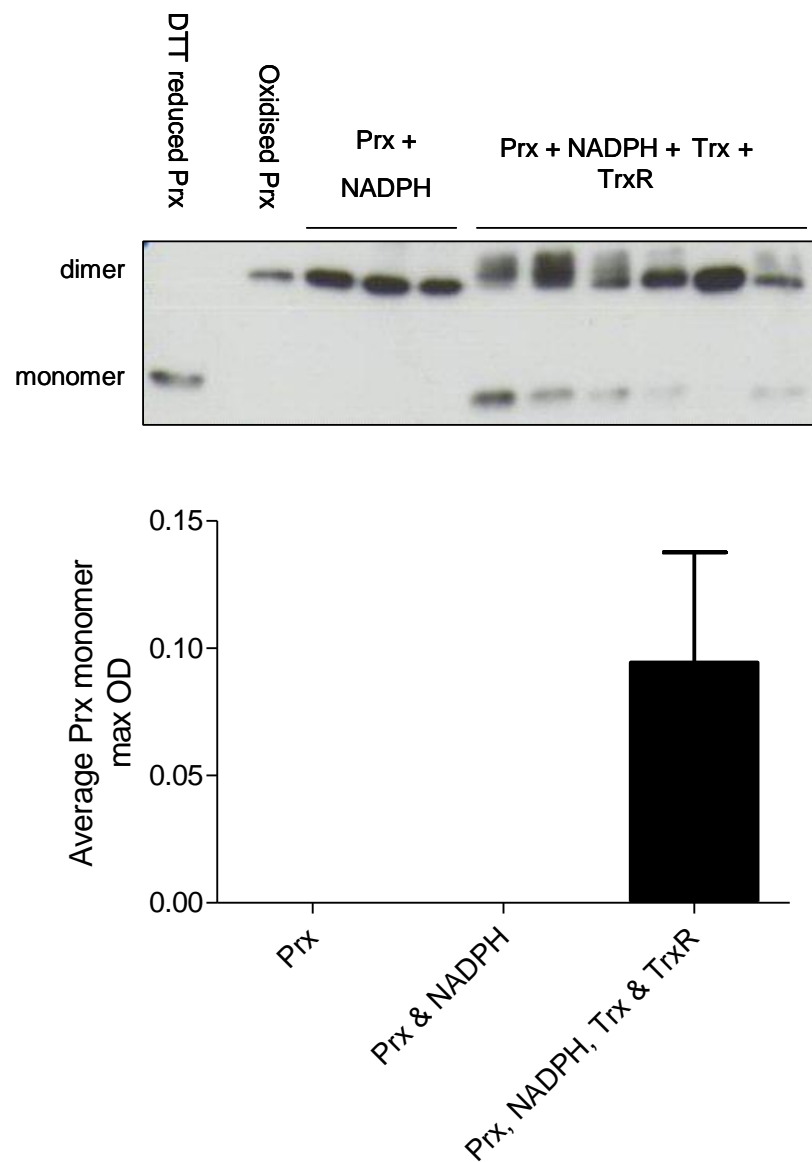 DTT reduced Prx
Oxidised Prx
Prx +
NADPH
Prx + NADPH + Trx +
TrxR
dimer
monomer
Average Prx monomer
max OD
0.15
0.10
0.05
0.00
Prx
Prx & NADPH
Prx, NADPH, Trx & TrxR